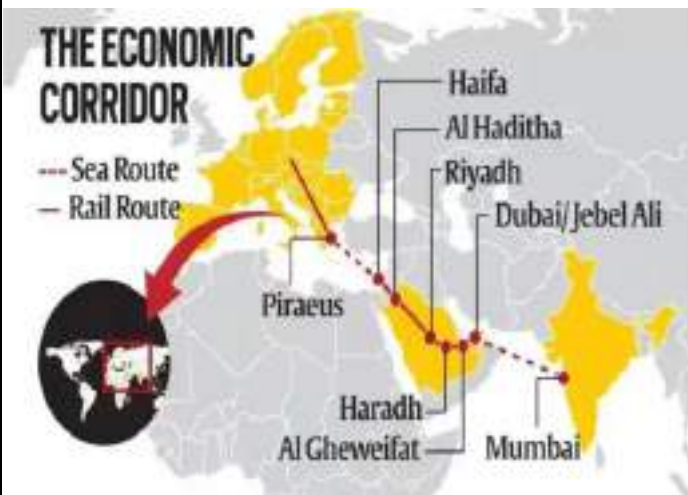 THE ECONOMIC
CORRIDOR
Sea Route
Rail Route
Haifa
Al Haditha
Riyadh
Dubai/Jebel Ali
Piraeus
Haradh
Al Gheweifat
Mumbai